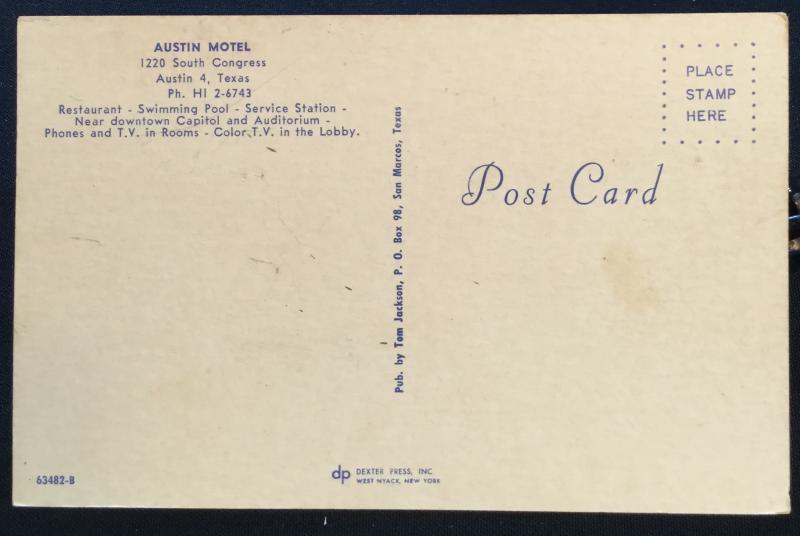 AUSTIN MOTEL
1220 South Congress
Austin 4, Texas
Ph. HI 2-6743
Restaurant - Swimming Pool - Service Station -
Near downtown Capitol and Auditorium -
Phones and T.V. in Rooms - Color T.V. in the Lobby.
Pub. by Tom Jackson, P. O. Box 98, San Marcos, Texas
PLACE
STAMP
HERE
Post Card
63482-B
dp DEXTER PRESS, INC
WEST NYACK, NEW YORK